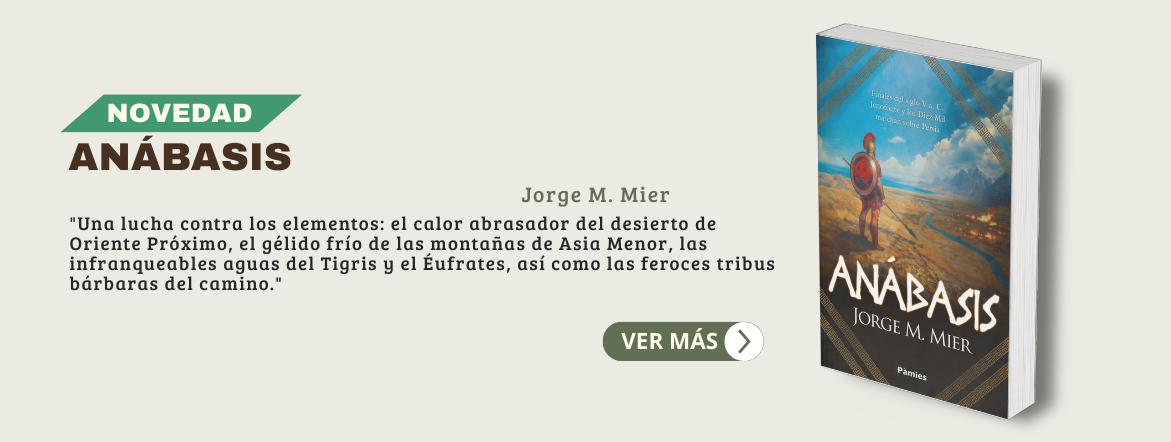 NOVEDAD
ANÁBASIS
Jorge M. Mier
"Una lucha contra los elementos: el calor abrasador del desierto de
Oriente Próximo, el gélido frío de las montañas de Asia Menor, las
infranqueables aguas del Tigris y el Éufrates, así como las feroces tribus
bárbaras del camino."
VER MÁS
Finales del siglo V a. C.
Jenofonte y los Diez Mil
marchan sobre Persia
ANÁBASIS
JORGE M. MIER
Pàmies